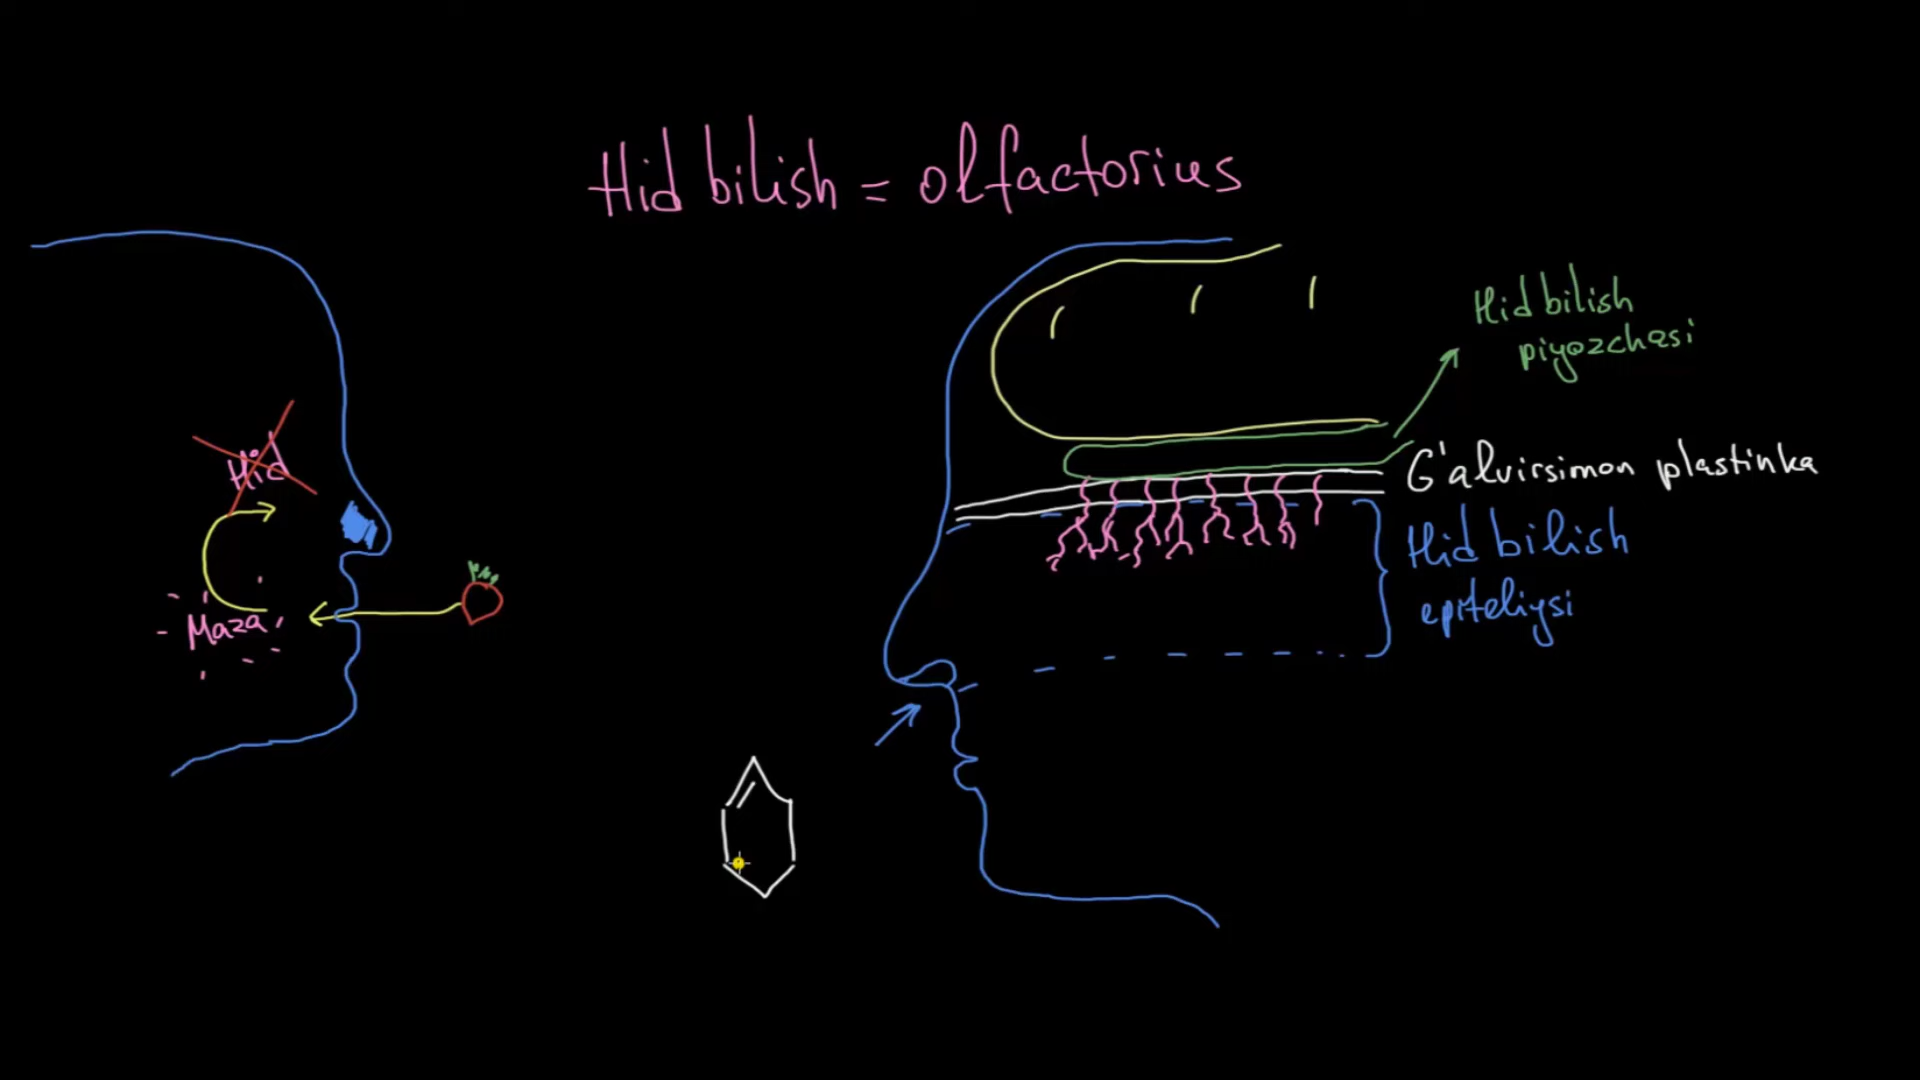 Hid bilish = olfactorius
Hid
Maza
Hid bilish
piyozchasi
G'alvirsimon plastinka
Hid bilish
epiteliysi